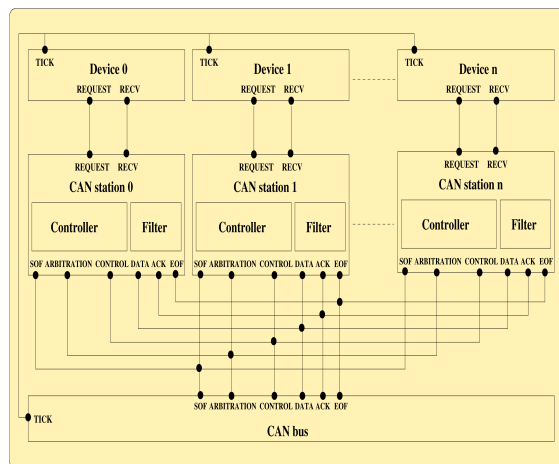 TICK TICK TICK
Device 0 Device 1 Device n
REQUEST RECV REQUEST RECV REQUEST RECV
REQUEST RECV REQUEST RECV REQUEST RECV
CAN station 0 CAN station 1 CAN station n
Controller Filter Controller Filter Controller Filter
SOF ARBITRATION CONTROL DATA ACK EOF SOF ARBITRATION CONTROL DATA ACK EOF SOF ARBITRATION CONTROL DATA ACK EOF
SOF ARBITRATION CONTROL DATA ACK EOF
TICK
CAN bus